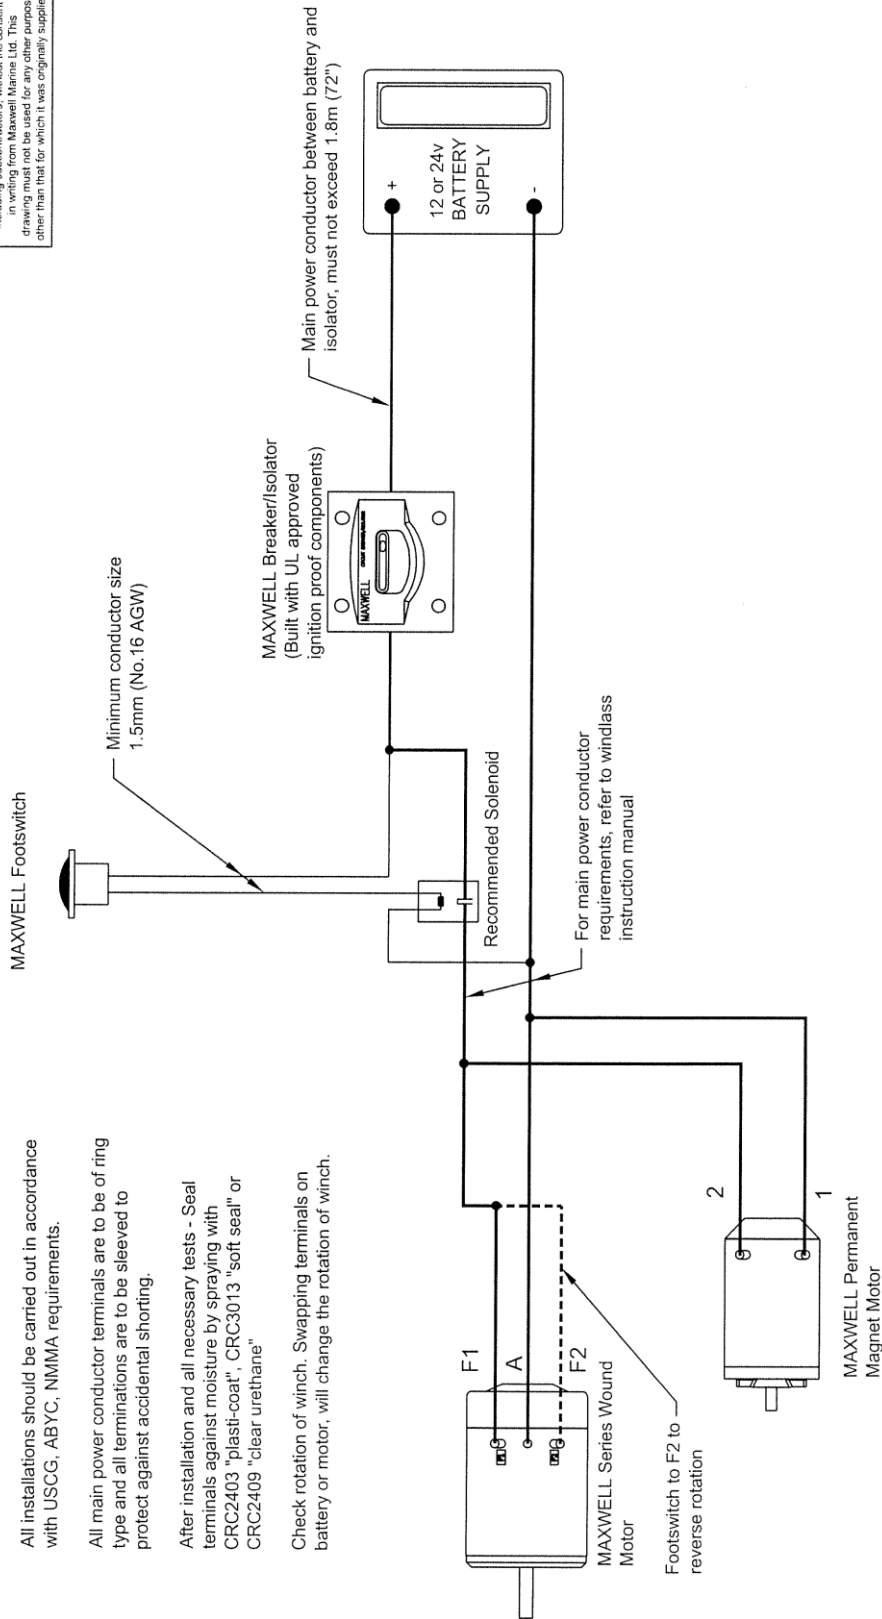 in writing from Maxwell Marine Ltd. This
drawing must not be used for any other purpos
other than that for which it was originally supplie
All installations should be carried out in accordance
with USCG, ABYC, NMMA requirements.
All main power conductor terminals are to be of ring
type and all terminations are to be sleeved to
protect against accidental shorting.
After installation and all necessary tests - Seal
terminals against moisture by spraying with
CRC2403 "plasti-coat", CRC3013 "soft seal" or
CRC2409 "clear urethane"
Check rotation of winch. Swapping terminals on
battery or motor, will change the rotation of winch.
MAXWELL Footswitch
Minimum conductor size
1.5mm (No.16 AGW)
MAXWELL Breaker/Isolator
(Built with UL approved
ignition proof components)
MAXWELL
Main power conductor between battery and
isolator, must not exceed 1.8m (72")
+
12 or 24v
BATTERY
SUPPLY
-
Recommended Solenoid
For main power conductor
requirements, refer to windlass
instruction manual
F1
A
F2
F1
F2
MAXWELL Series Wound
Motor
Footswitch to F2 to
reverse rotation
2
1
MAXWELL Permanent
Magnet Motor